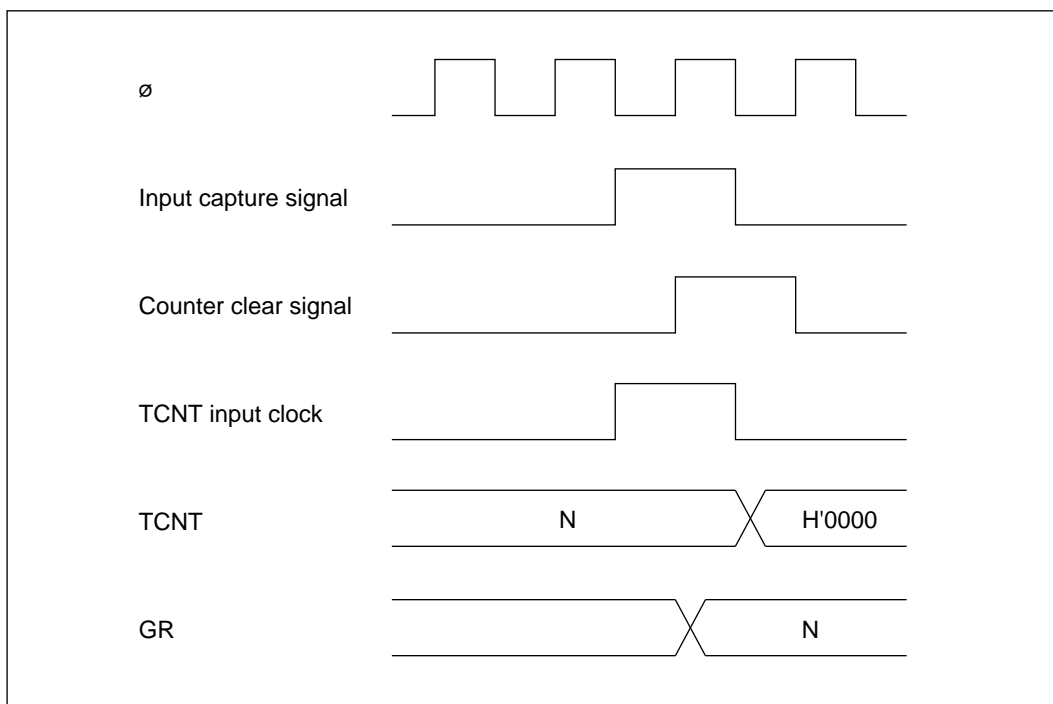 ø
Input capture signal
Counter clear signal
TCNT input clock
TCNT
N
H'0000
GR
N